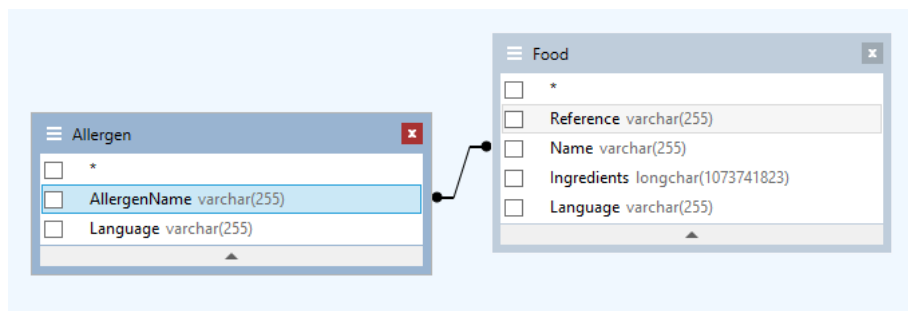 Allergen
*
AllergenName varchar(255)
Language varchar(255)
Food
*
Reference varchar(255)
Name varchar(255)
Ingredients longchar(1073741823)
Language varchar(255)